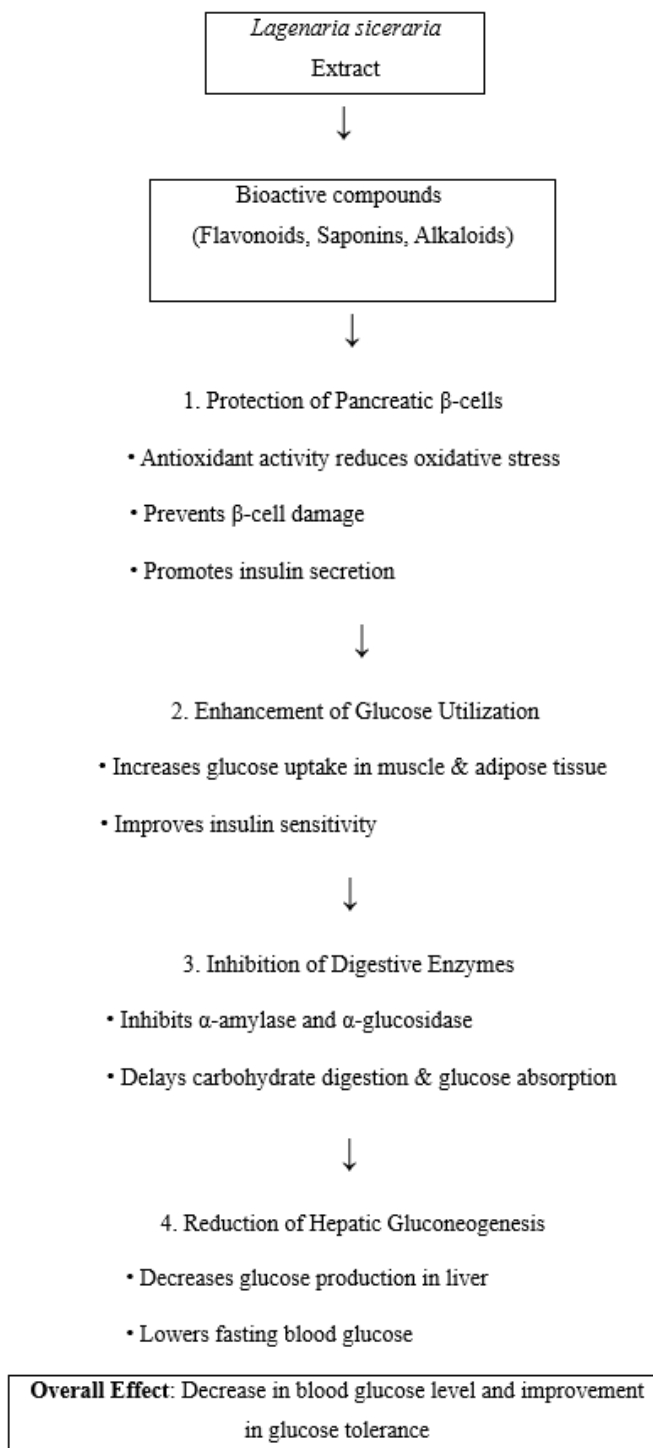 Lagenaria siceraria
Extract
↓
Bioactive compounds
(Flavonoids, Saponins, Alkaloids)
↓
1. Protection of Pancreatic β-cells
• Antioxidant activity reduces oxidative stress
• Prevents β-cell damage
• Promotes insulin secretion
↓
2. Enhancement of Glucose Utilization
• Increases glucose uptake in muscle & adipose tissue
• Improves insulin sensitivity
↓
3. Inhibition of Digestive Enzymes
• Inhibits α-amylase and α-glucosidase
• Delays carbohydrate digestion & glucose absorption
↓
4. Reduction of Hepatic Gluconeogenesis
• Decreases glucose production in liver
• Lowers fasting blood glucose
Overall Effect: Decrease in blood glucose level and improvement
in glucose tolerance